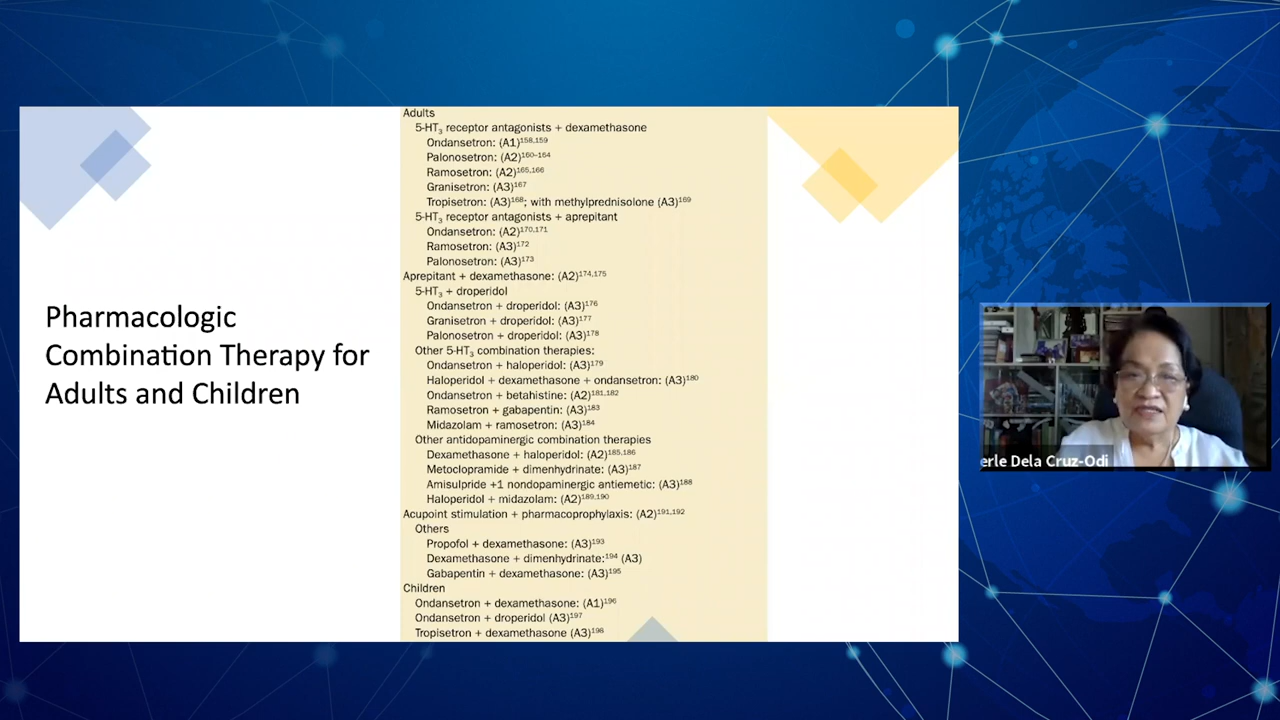 Pharmacologic
Combination Therapy for
Adults and Children
Adults
5-HT₃ receptor antagonists + dexamethasone
Ondansetron: (A1)¹⁵⁸,¹⁵⁹
Palonosetron: (A2)¹⁶⁰⁻¹⁶⁴
Ramosetron: (A2)¹⁶⁵,¹⁶⁶
Granisetron: (A3)¹⁶⁷
Tropisetron: (A3)¹⁶⁸; with methylprednisolone (A3)¹⁶⁹
5-HT₃ receptor antagonists + aprepitant
Ondansetron: (A2)¹⁷⁰,¹⁷¹
Ramosetron: (A3)¹⁷²
Palonosetron: (A3)¹⁷³
Aprepitant + dexamethasone: (A2)¹⁷⁴,¹⁷⁵
5-HT₃ + droperidol
Ondansetron + droperidol: (A3)¹⁷⁶
Granisetron + droperidol: (A3)¹⁷⁷
Palonosetron + droperidol: (A3)¹⁷⁸
Other 5-HT₃ combination therapies:
Ondansetron + haloperidol: (A3)¹⁷⁹
Haloperidol + dexamethasone + ondansetron: (A3)¹⁸⁰
Ondansetron + betahistine: (A2)¹⁸¹,¹⁸²
Ramosetron + gabapentin: (A3)¹⁸³
Midazolam + ramosetron: (A3)¹⁸⁴
Other antidopaminergic combination therapies
Dexamethasone + haloperidol: (A2)¹⁸⁵,¹⁸⁶
Metoclopramide + dimenhydrinate: (A3)¹⁸⁷
Amisulpride +1 nondopaminergic antiemetic: (A3)¹⁸⁸
Haloperidol + midazolam: (A2)¹⁸⁹,¹⁹⁰
Acupoint stimulation + pharmacoprophylaxis: (A2)¹⁹¹,¹⁹²
Others
Propofol + dexamethasone: (A3)¹⁹³
Dexamethasone + dimenhydrinate:¹⁹⁴ (A3)
Gabapentin + dexamethasone: (A3)¹⁹⁵
Children
Ondansetron + dexamethasone: (A1)¹⁹⁶
Ondansetron + droperidol (A3)¹⁹⁷
Tropisetron + dexamethasone (A3)¹⁹⁸
erle Dela Cruz-Odi